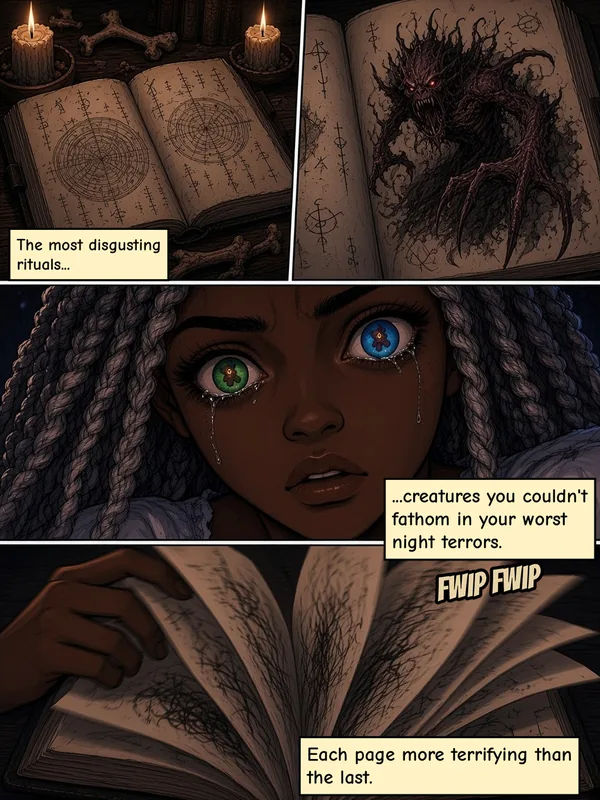 The most disgusting
rituals...
...creatures you couldn't
fathom in your worst
night terrors.
FWIP FWIP
Each page more terrifying than
the last.